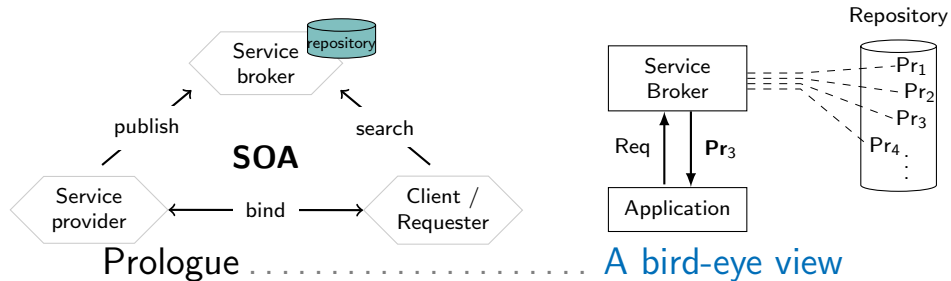 Service
broker
repository
publish
search
SOA
Service
provider
bind
Client /
Requester
Repository
Service
Broker
Pr1
Pr2
Pr3
Pr4
Req
Pr3
Application
Prologue ........................ A bird-eye view